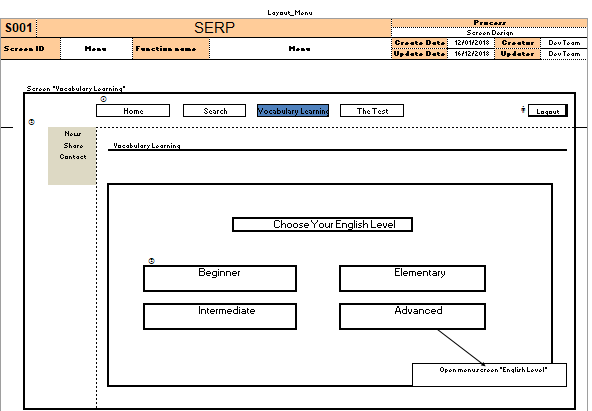 Layout_Menu
S001 SERP Process
Screen Design
Screen ID Menu Function name Menu Create Date 12/01/2018 Creator Dev Team
Update Date 16/12/2018 Updater Dev Team
Screen "Vocabulary Learning"
Home Search Vocabulary Learning The Test Logout
News
Share
Contact
Vocabulary Learning
Choose Your English Level
Beginner Elementary
Intermediate Advanced
Open menu screen "English Level"